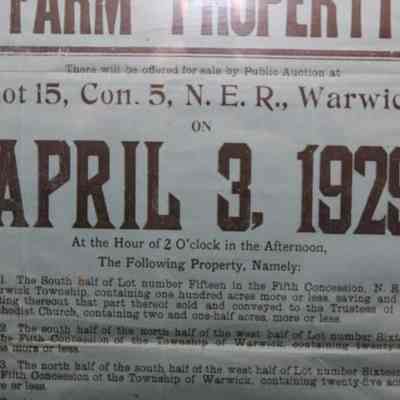 FARM PROPERTY
There will be offered for sale by Public Auction at
Lot 15, Con. 5, N. E. R., Warwick
ON
APRIL 3, 1929
At the Hour of 2 O'clock in the Afternoon,
The Following Property, Namely:
1. The South half of Lot number Fifteen in the Fifth Concession, N. E.
Warwick Township, containing one hundred acres more or less, saving and
thereout that part thereof sold and conveyed to the Trustees of
Methodist Church, containing two and one-half acres, more or less.
2 The south half of the north half of the west half of Lot number
the Fifth Concession of the Township of Warwick containing
more or less.
3. The north half of the south half of the west half of Lot number Sixteen
Fifth Concession of the Township of Warwick, containing twenty-five
or less.